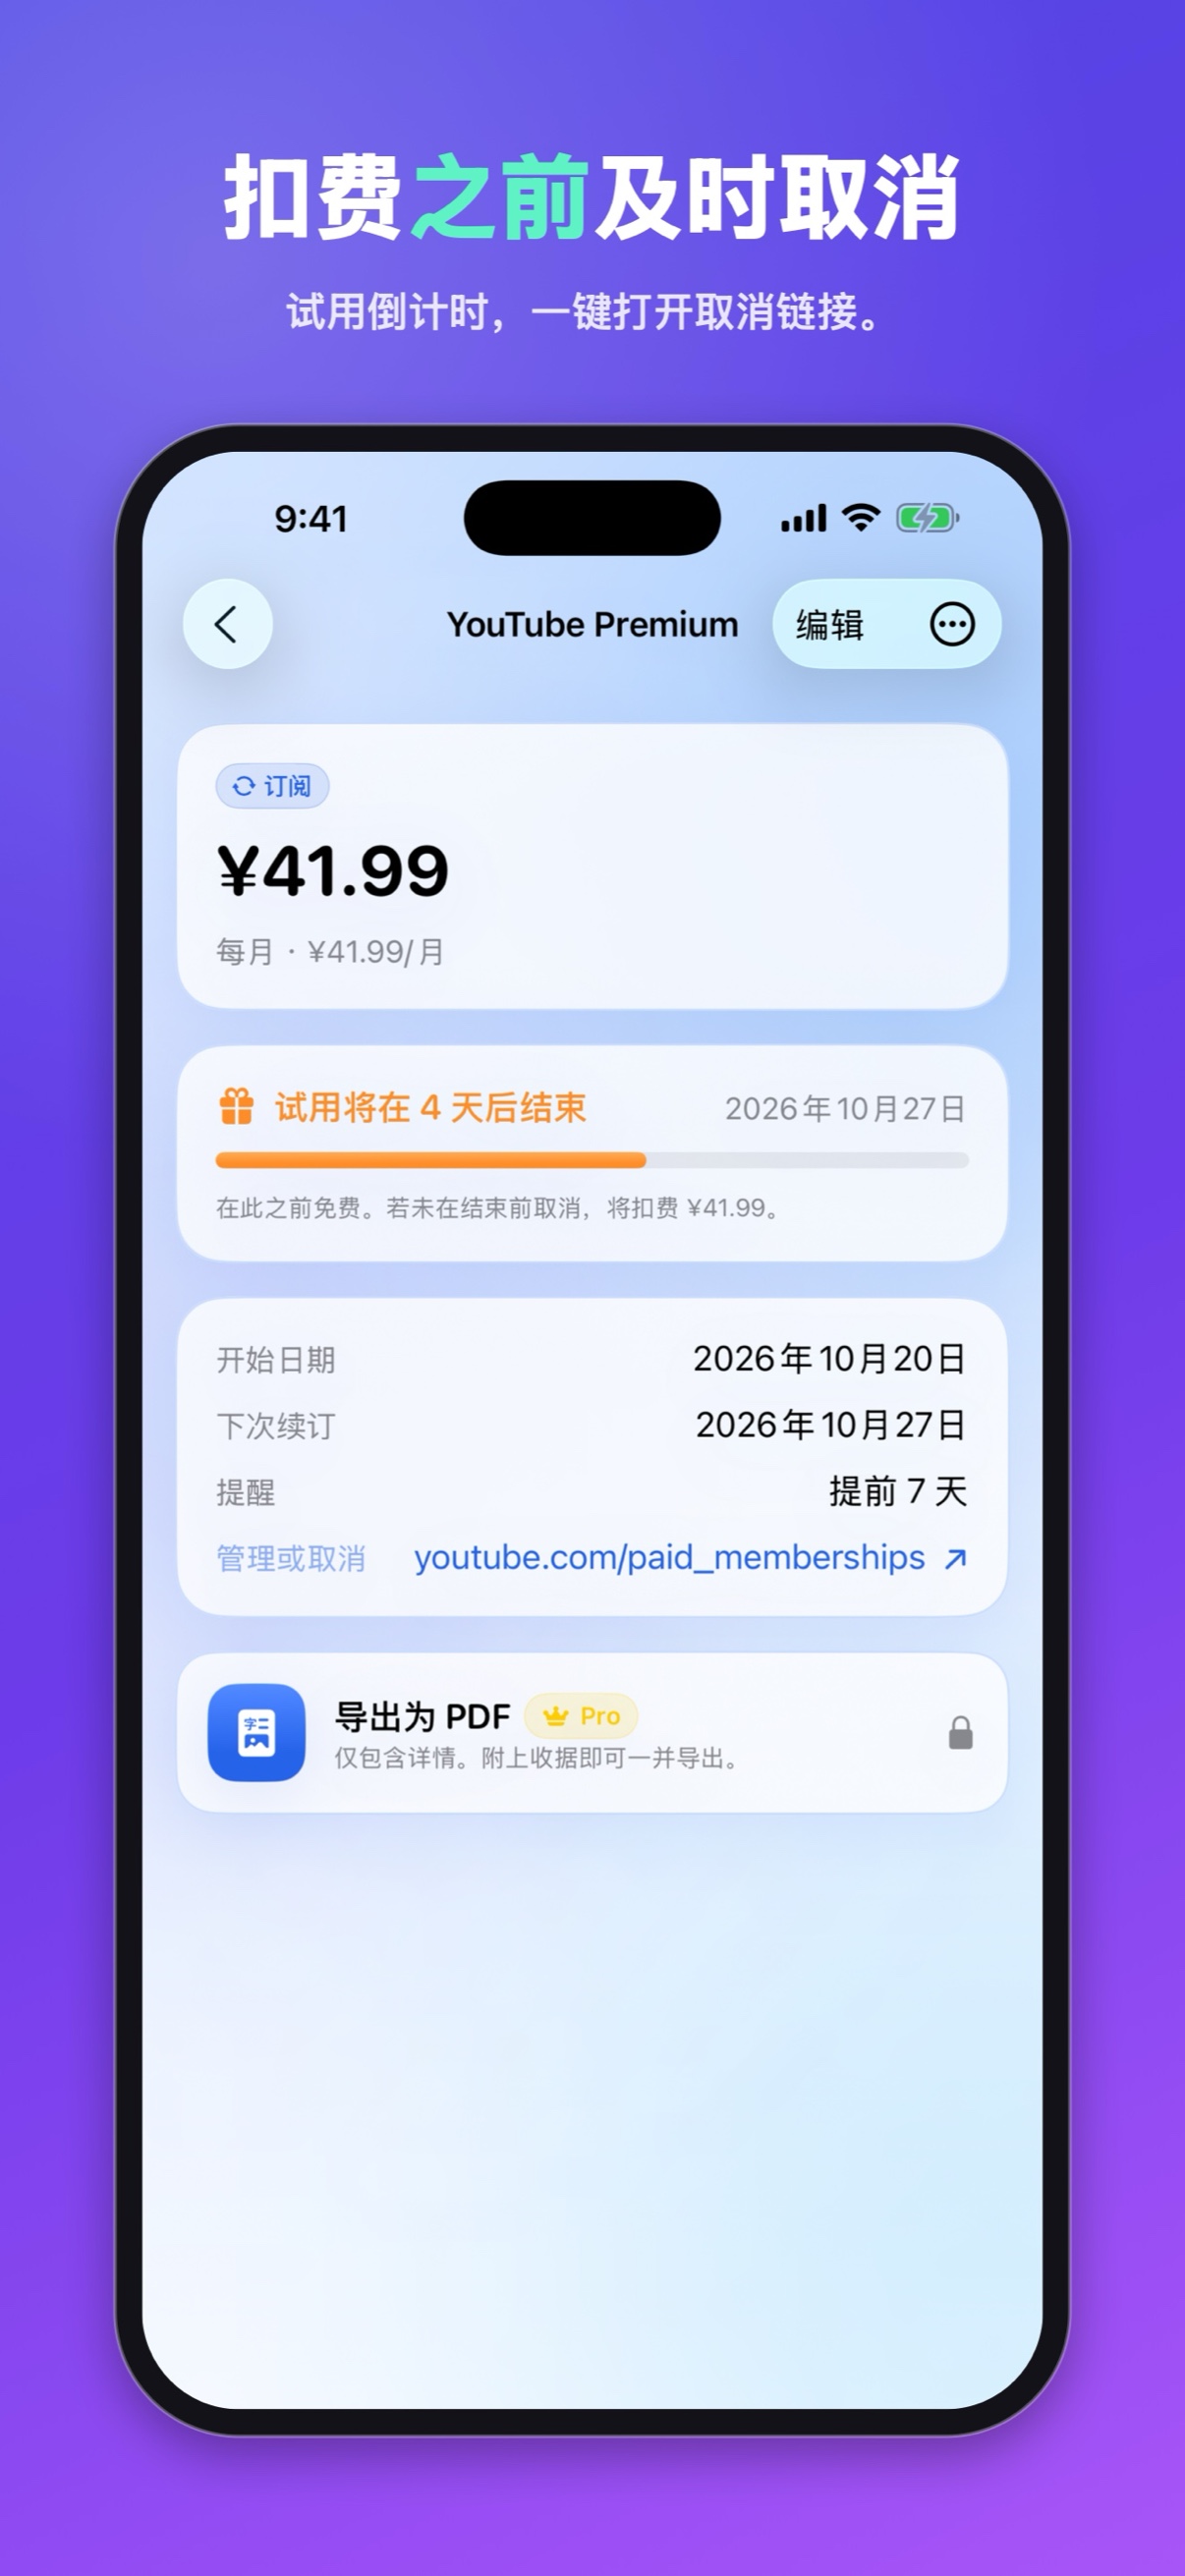 扣费之前及时取消
试用倒计时，一键打开取消链接。
9:41
YouTube Premium
编辑
订阅
¥41.99
每月 · ¥41.99/月
试用将在 4 天后结束
2026年10月27日
在此之前免费。若未在结束前取消，将扣费 ¥41.99。
开始日期 2026年10月20日
下次续订 2026年10月27日
提醒 提前 7 天
管理或取消 youtube.com/paid_memberships
导出为 PDF Pro
仅包含详情。附上收据即可一并导出。